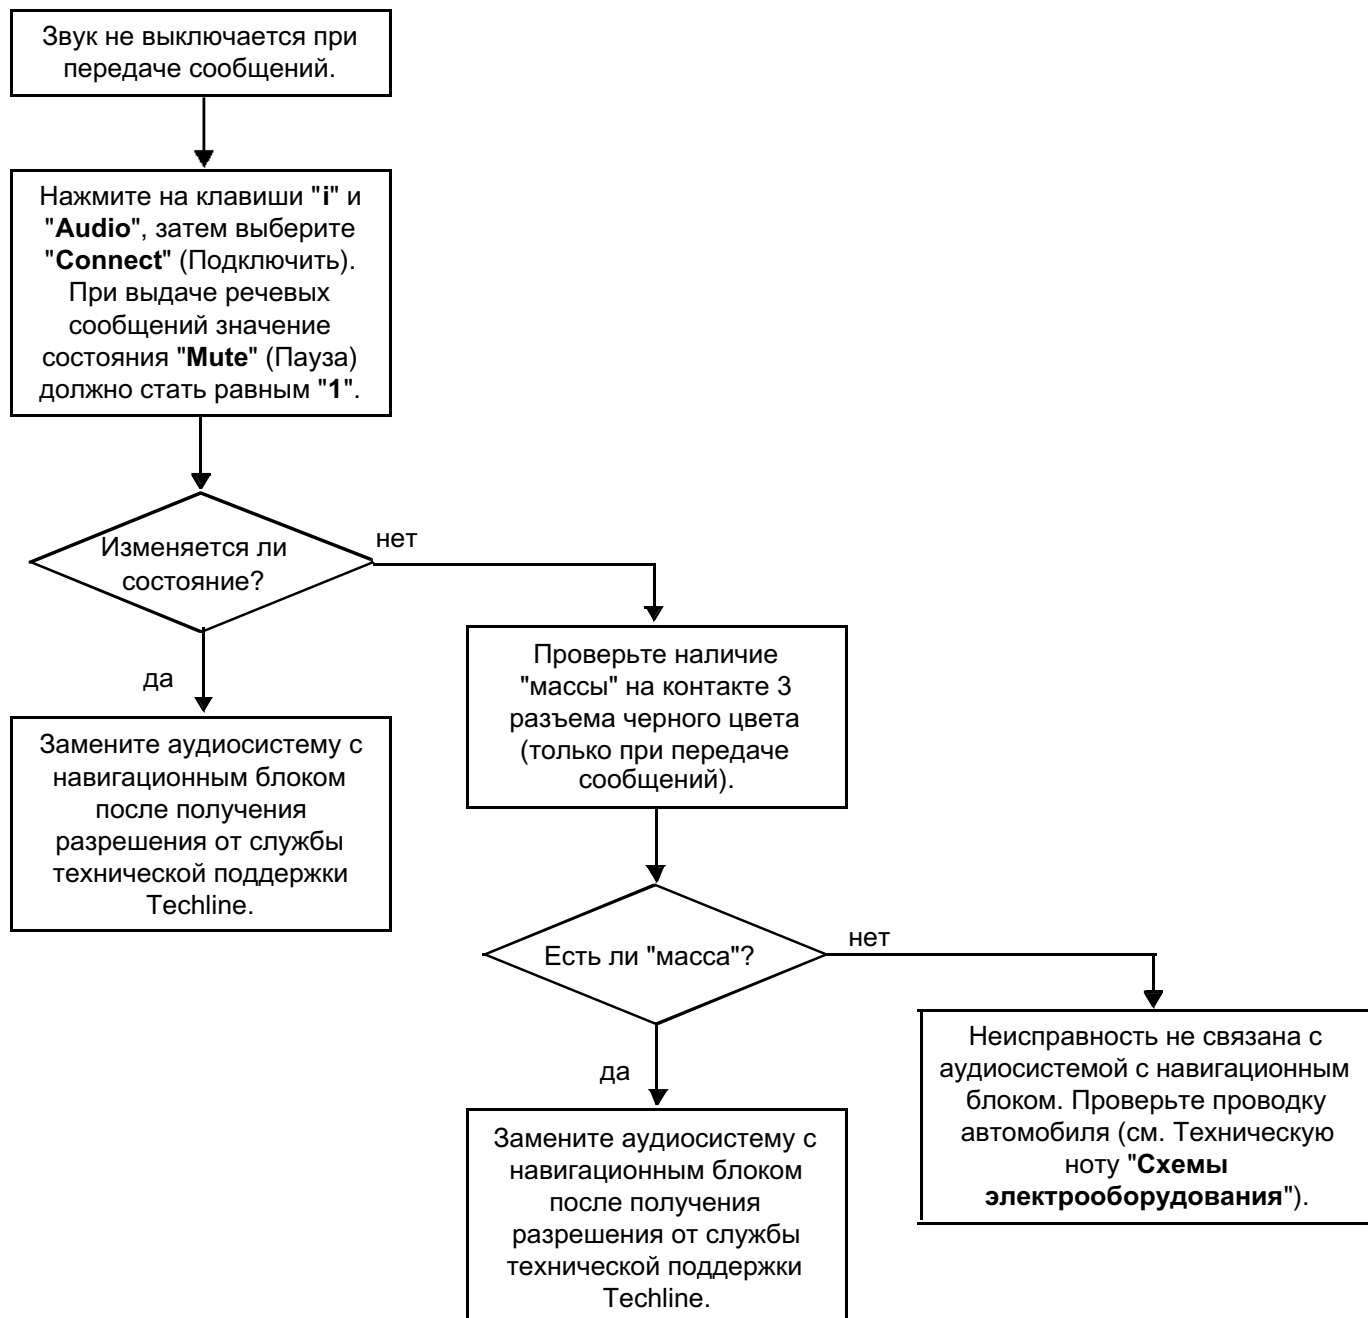 Звук не выключается при
передаче сообщений.
Нажмите на клавиши "i" и
"Audio", затем выберите
"Connect" (Подключить).
При выдаче речевых
сообщений значение
состояния "Mute" (Пауза)
должно стать равным "1".
Изменяется ли
состояние?
нет
да
Замените аудиосистему с
навигационным блоком
после получения
разрешения от службы
технической поддержки
Techline.
Проверьте наличие
"массы" на контакте 3
разъема черного цвета
(только при передаче
сообщений).
Есть ли "масса"?
нет
да
Замените аудиосистему с
навигационным блоком
после получения
разрешения от службы
технической поддержки
Techline.
Неисправность не связана с
аудиосистемой с навигационным
блоком. Проверьте проводку
автомобиля (см. Техническую
ноту "Схемы
электрооборудования").